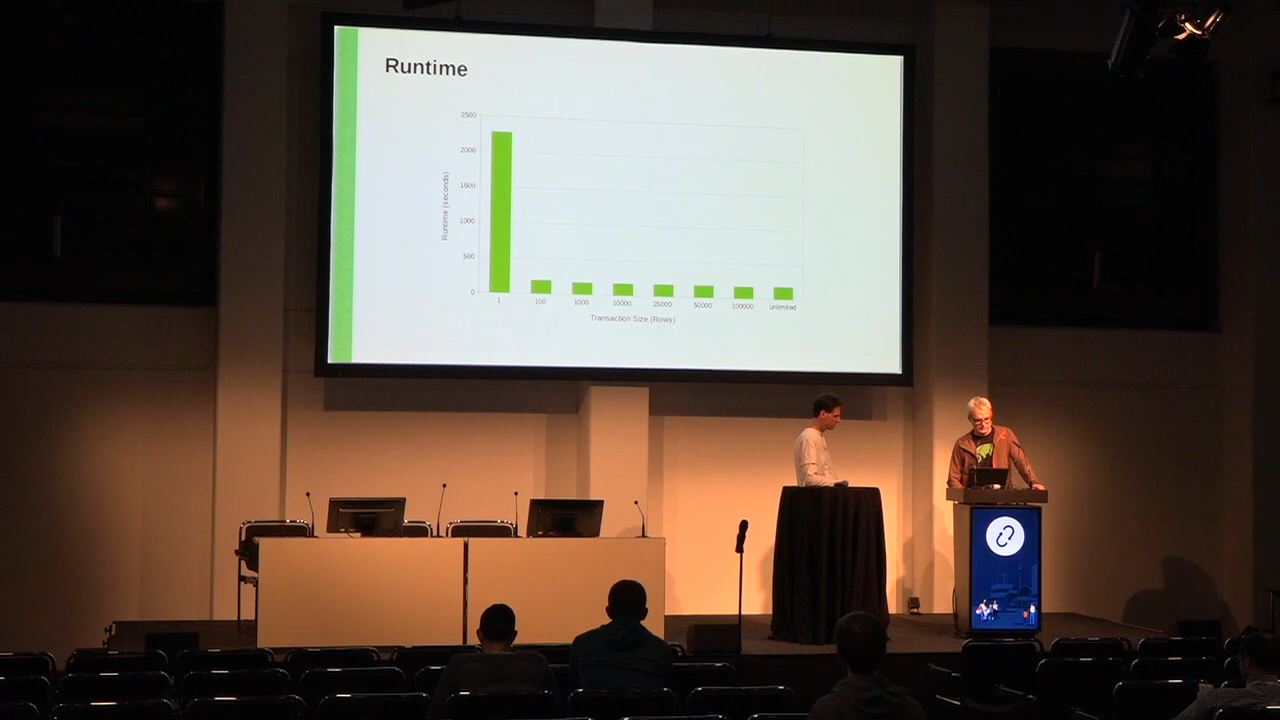 Runtime
2500
2000
1500
1000
500
0
Runtime (seconds)
1 100 1000 10000 25000 50000 100000 unlimited
Transaction Size (Rows)